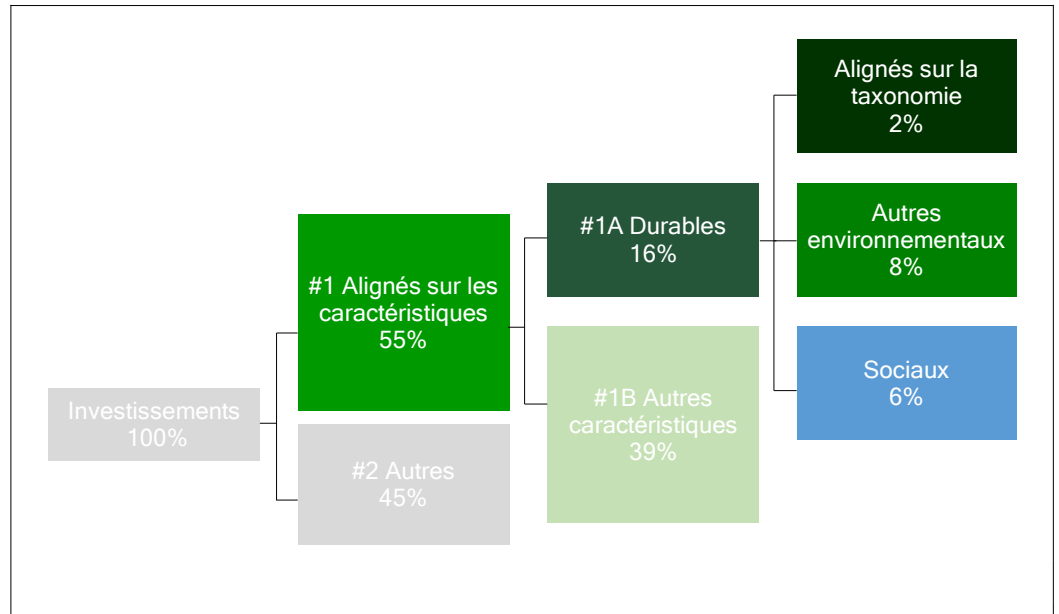 Investissements
100%
#1 Alignés sur les
caractéristiques
55%
#2 Autres
45%
#1A Durables
16%
#1B Autres
caractéristiques
39%
Alignés sur la
taxonomie
2%
Autres
environnementaux
8%
Sociaux
6%